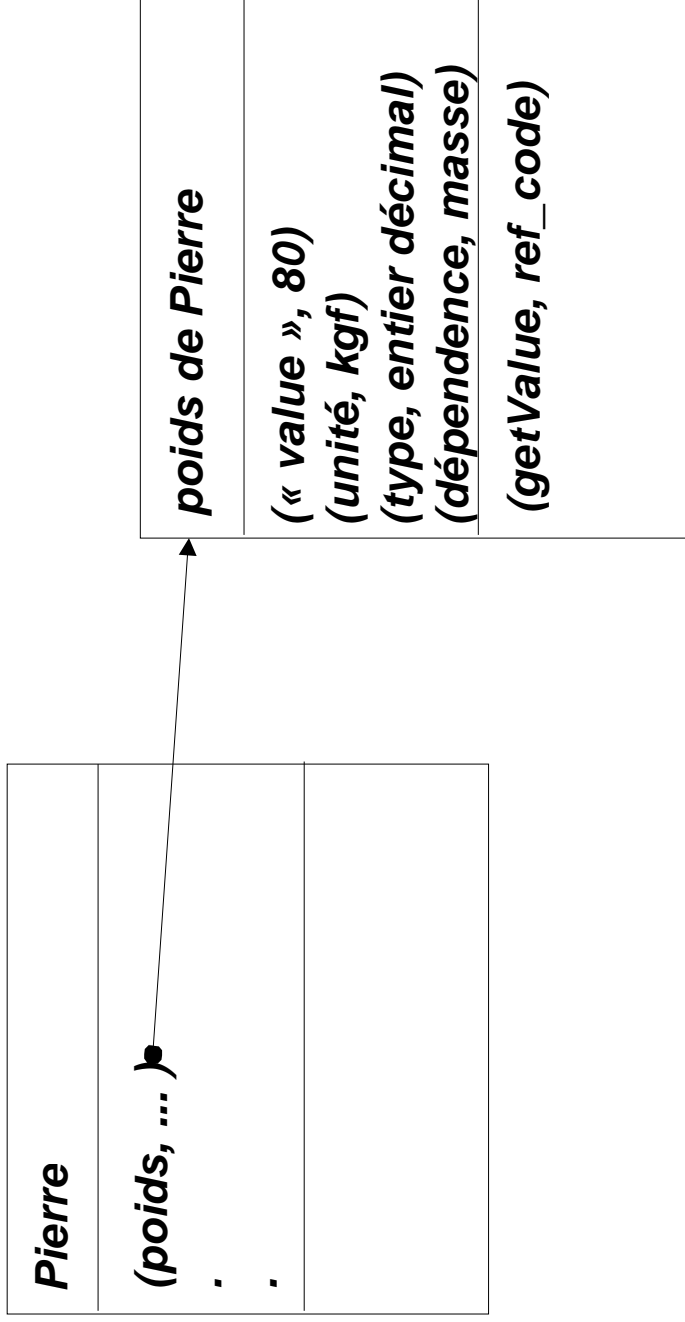 Pierre
(poids, ... )
.
.
poids de Pierre
(« value », 80)
(unité, kgf)
(type, entier décimal)
(dépendence, masse)
(getValue, ref_code)